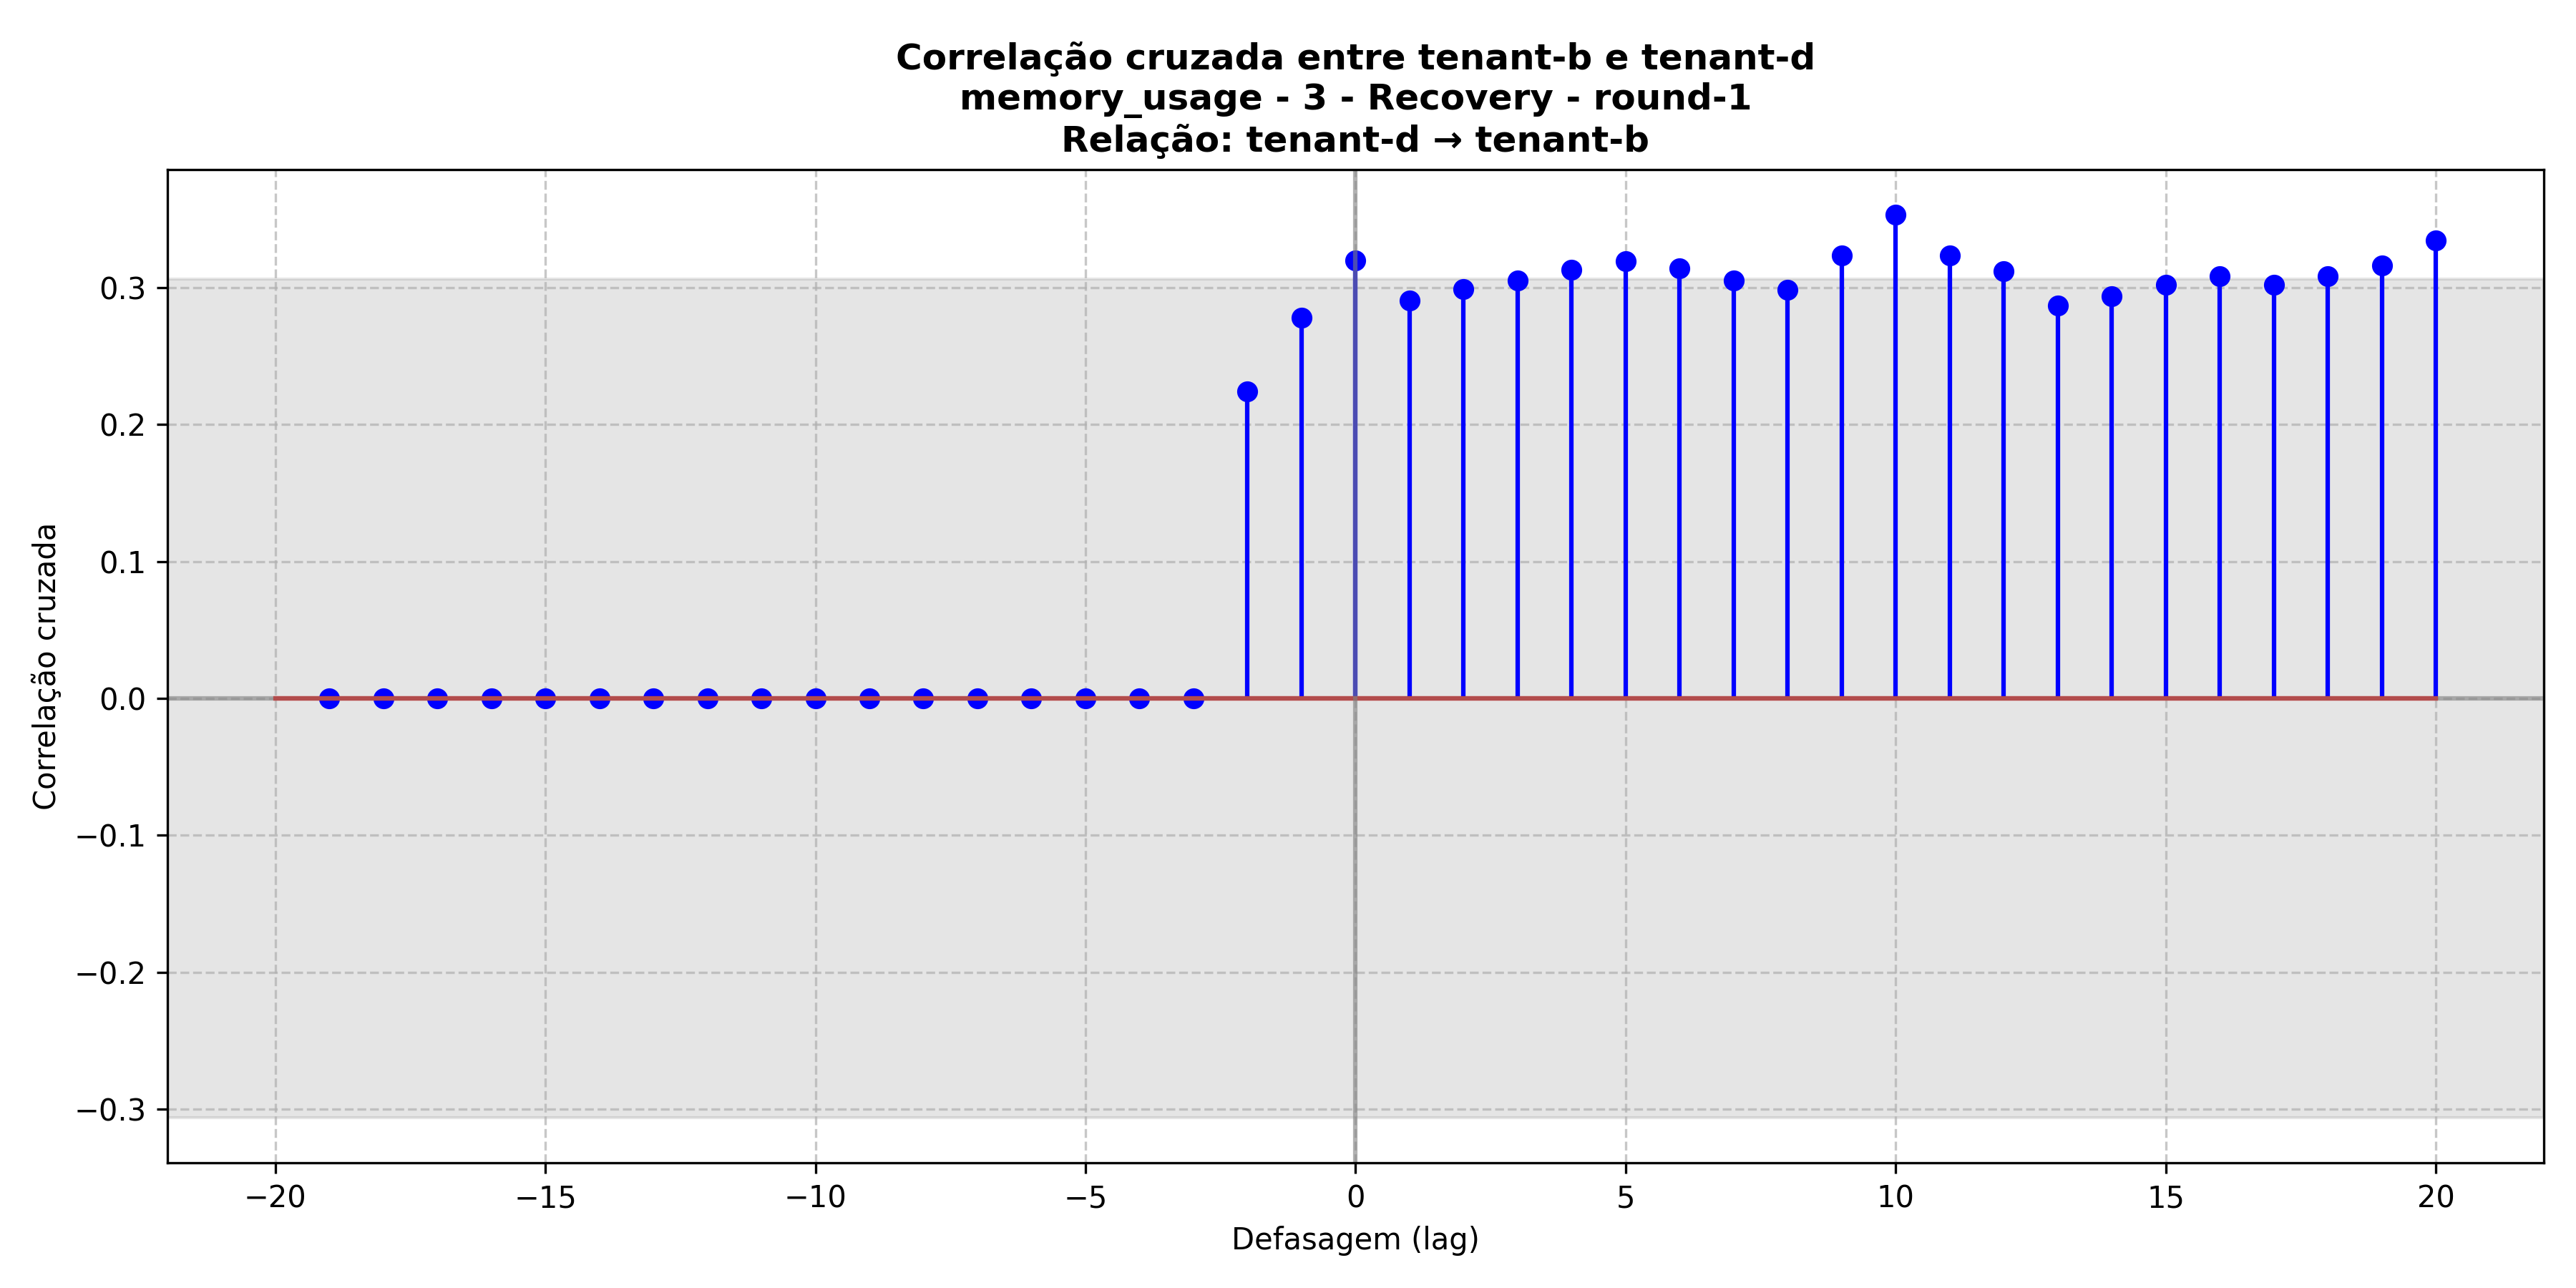 Correlação cruzada entre tenant-b e tenant-d
memory_usage - 3 - Recovery - round-1
Relação: tenant-d → tenant-b
Correlação cruzada
0.3
0.2
0.1
0.0
−0.1
−0.2
−0.3
−20 −15 −10 −5 0 5 10 15 20
Defasagem (lag)